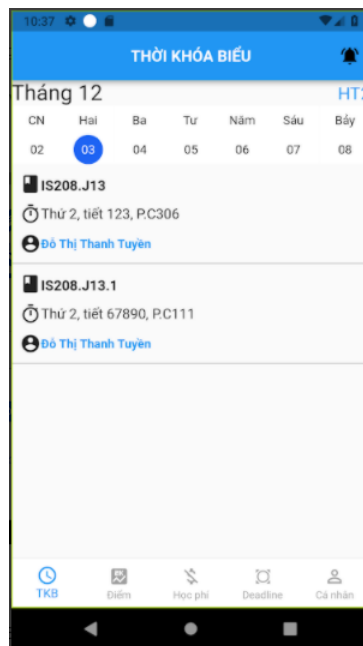 10:37
THỜI KHÓA BIỂU
Tháng 12
CN Hai Ba Tư Năm Sáu Bảy
02 03 04 05 06 07 08
IS208.J13
Thứ 2, tiết 123, P.C306
Đỗ Thị Thanh Tuyền
IS208.J13.1
Thứ 2, tiết 67890, P.C111
Đỗ Thị Thanh Tuyền
TKB Điểm Học phí Deadline Cá nhân